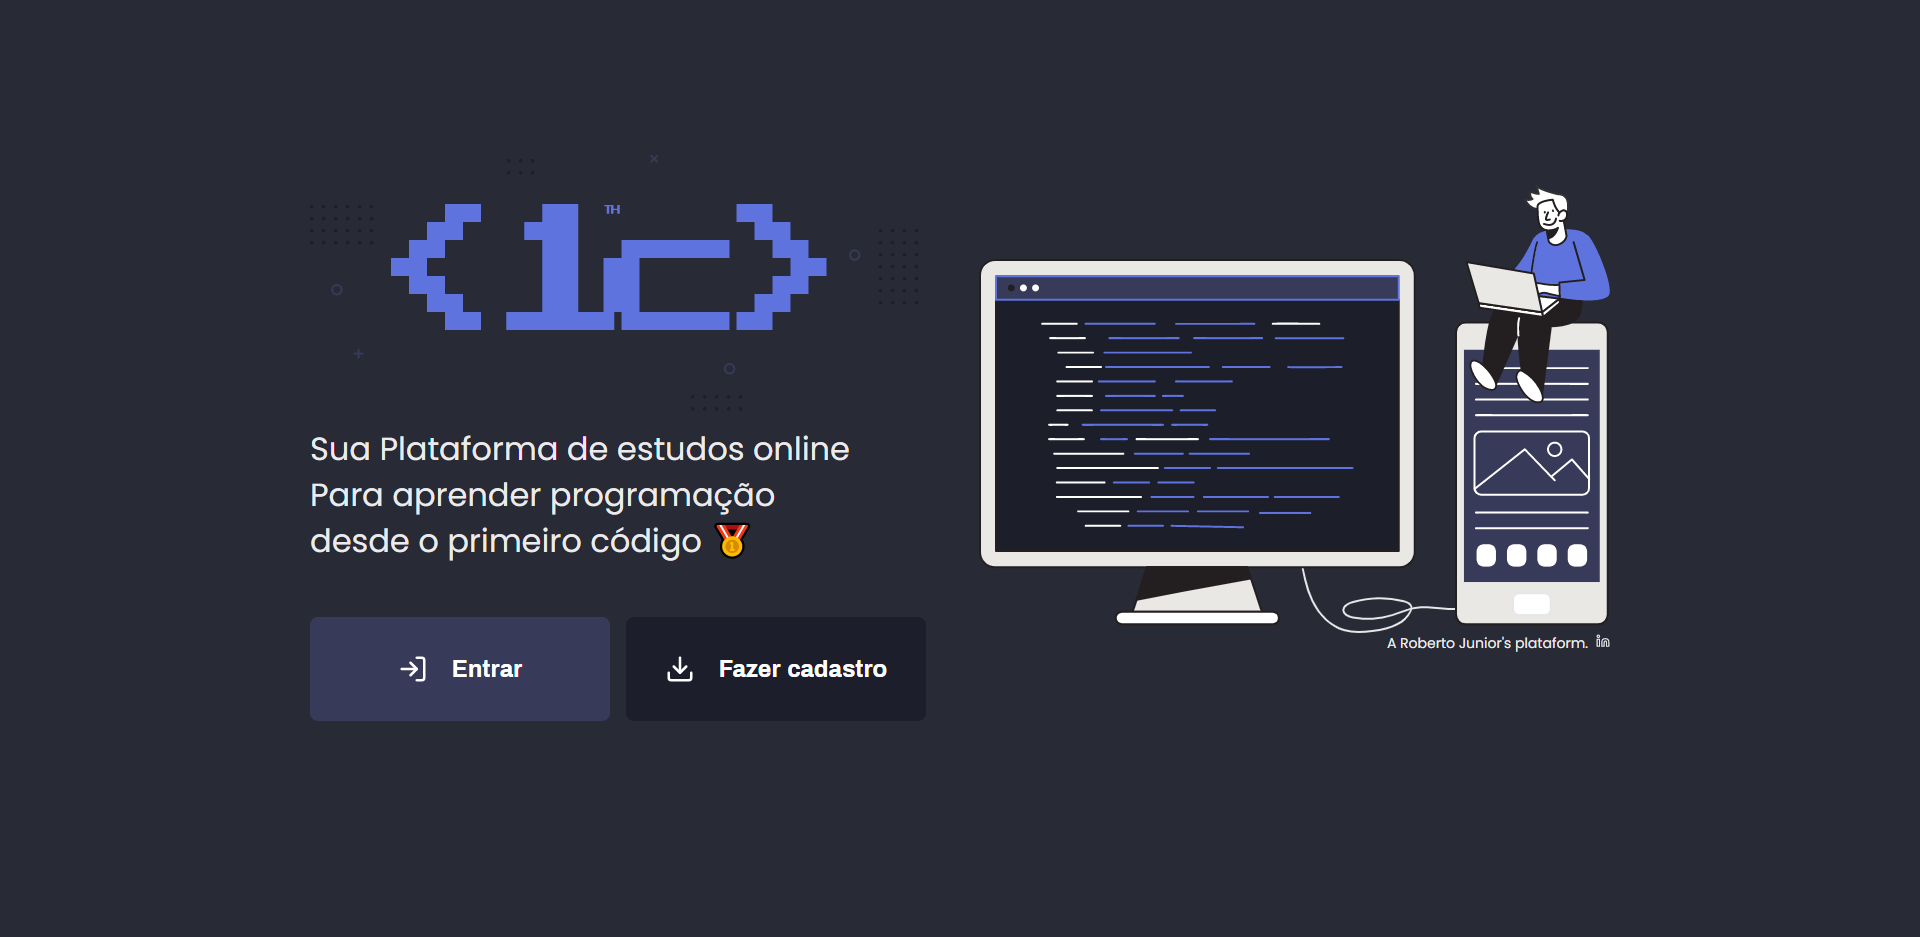 <1c>
TH
Sua Plataforma de estudos online
Para aprender programação
desde o primeiro código 🏅
Entrar
Fazer cadastro
A Roberto Junior's plataform. in